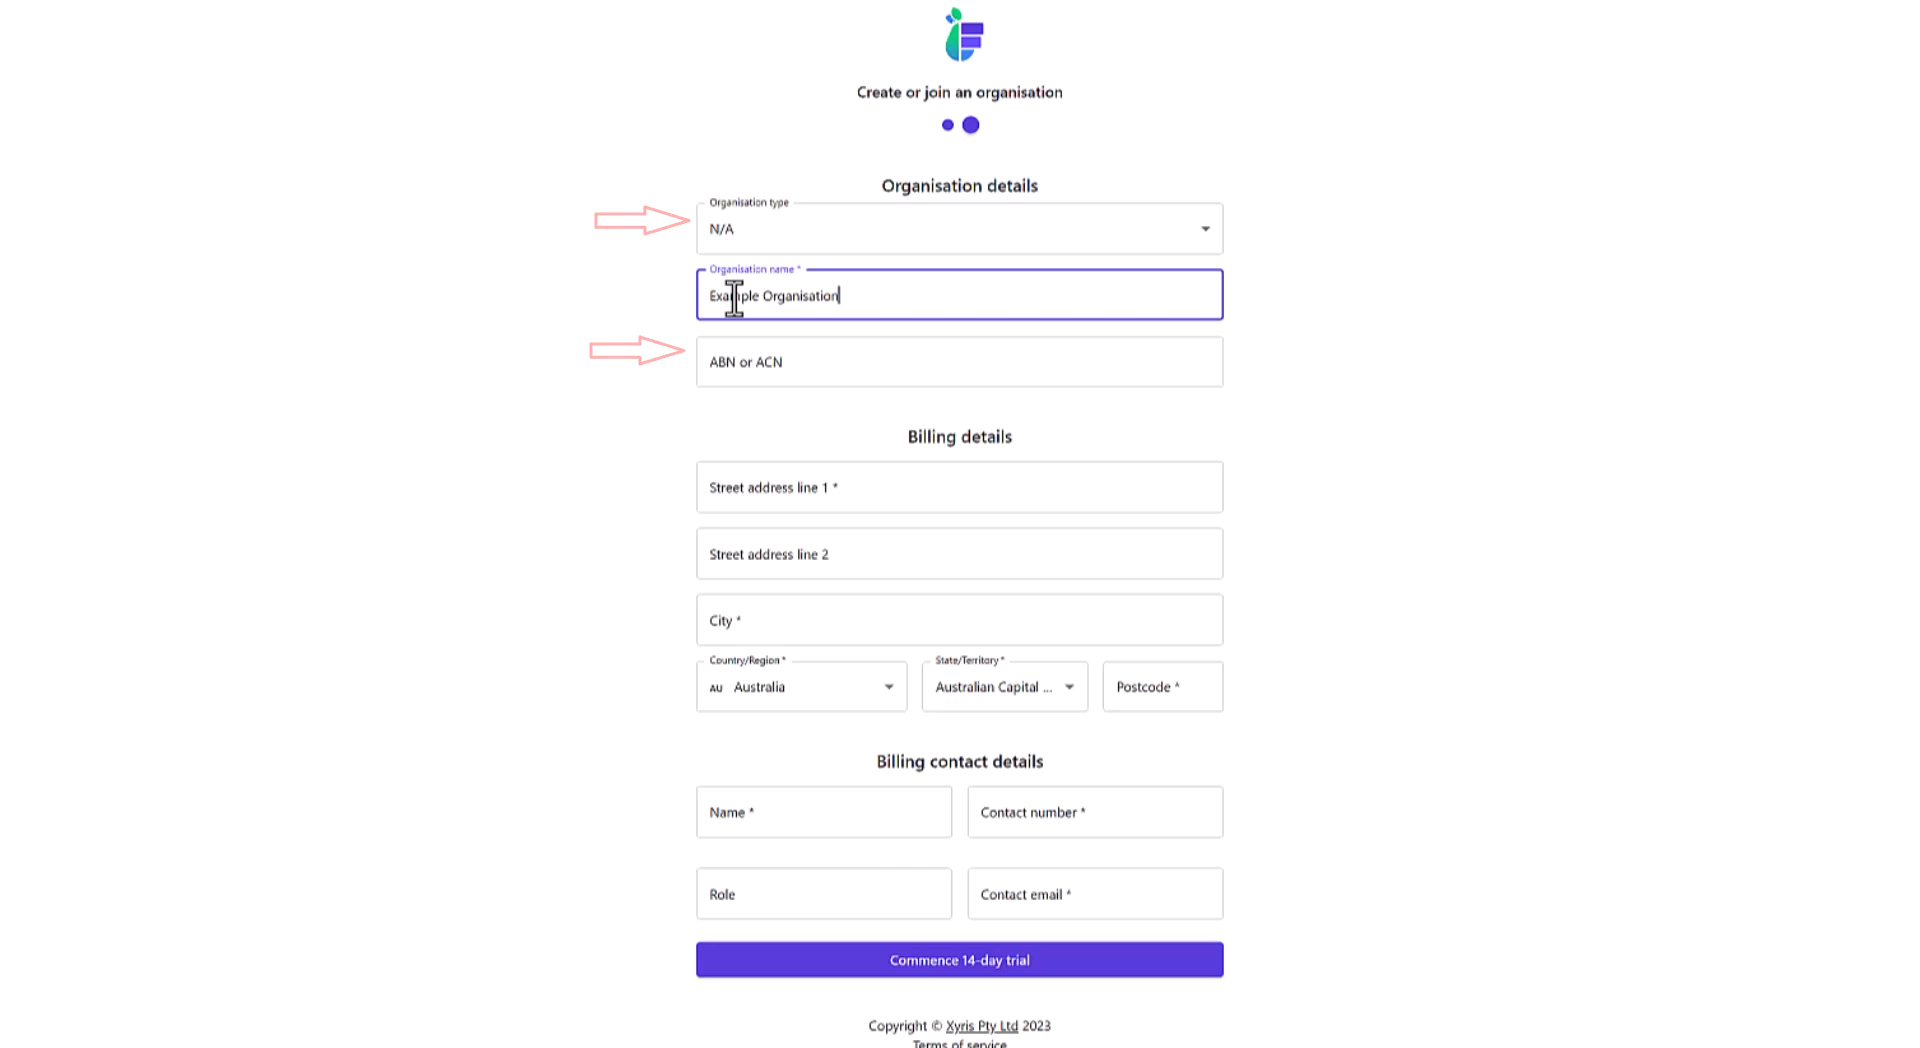 Create or join an organisation
Organisation details
Organisation type
N/A
Organisation name *
Example Organisation
ABN or ACN
Billing details
Street address line 1 *
Street address line 2
City *
Country/Region * State/Territory *
AU Australia Australian Capital ... Postcode *
Billing contact details
Name * Contact number *
Role Contact email *
Commence 14-day trial
Copyright © Xyris Pty Ltd 2023
Terms of service